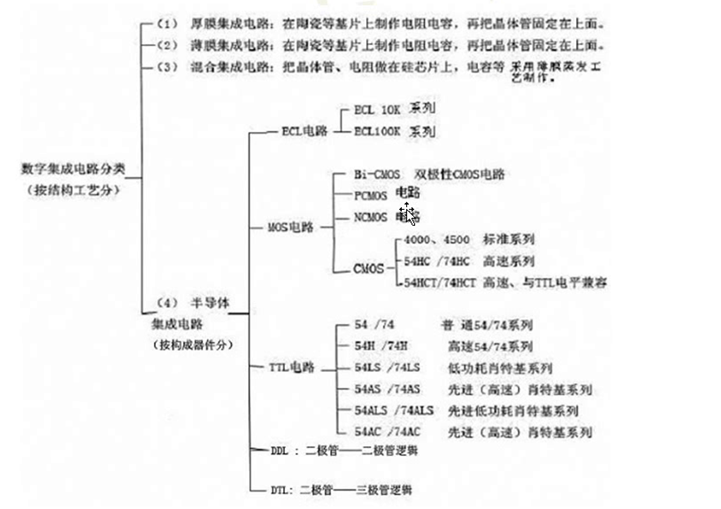 (1) 厚膜集成电路：在陶瓷等基片上制作电阻电容，再把晶体管固定在上面。
(2) 薄膜集成电路：在陶瓷等基片上制作电阻电容，再把晶体管固定在上面。
(3) 混合集成电路：把晶体管、电阻做在硅芯片上，电容等 采用薄膜蒸发工
艺制作。
ECL 10K 系列
ECL电路
ECL100K 系列
数字集成电路分类
(按结构工艺分)
Bi-CMOS 双极性CMOS电路
PCMOS 电路
NCMOS 电路
MOS电路
4000、4500 标准系列
54HC /74HC 高速系列
CMOS
54HCT/74HCT 高速、与TTL电平兼容
(4) 半导体
集成电路
(按构成器件分)
54 /74 普 通54/74系列
54H /74H 高速54/74系列
TTL电路
54LS /74LS 低功耗肖特基系列
54AS /74AS 先进（高速）肖特基系列
54ALS /74ALS 先进低功耗肖特基系列
54AC /74AC 先进（高速）肖特基系列
DDL : 二极管——二极管逻辑
DTL: 二极管——三极管逻辑